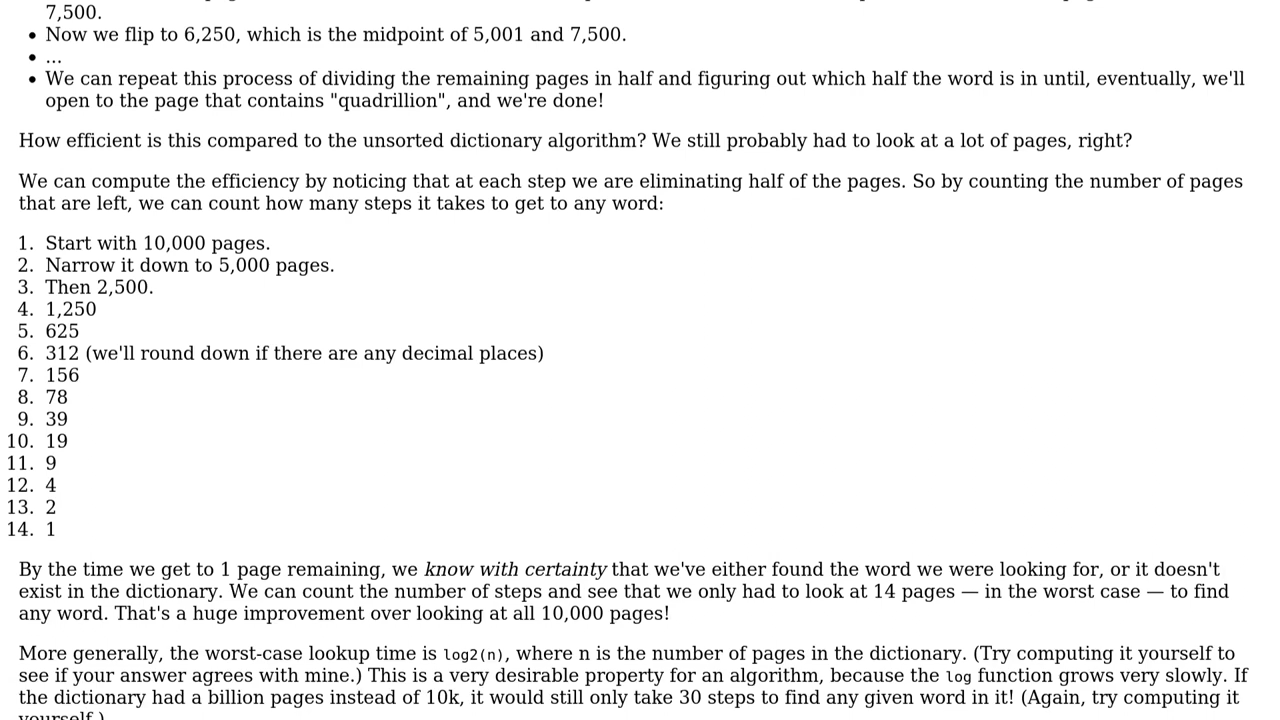 7,500.
• Now we flip to 6,250, which is the midpoint of 5,001 and 7,500.
• ...
• We can repeat this process of dividing the remaining pages in half and figuring out which half the word is in until, eventually, we'll
open to the page that contains "quadrillion", and we're done!
How efficient is this compared to the unsorted dictionary algorithm? We still probably had to look at a lot of pages, right?
We can compute the efficiency by noticing that at each step we are eliminating half of the pages. So by counting the number of pages
that are left, we can count how many steps it takes to get to any word:
1. Start with 10,000 pages.
2. Narrow it down to 5,000 pages.
3. Then 2,500.
4. 1,250
5. 625
6. 312 (we'll round down if there are any decimal places)
7. 156
8. 78
9. 39
10. 19
11. 9
12. 4
13. 2
14. 1
By the time we get to 1 page remaining, we know with certainty that we've either found the word we were looking for, or it doesn't
exist in the dictionary. We can count the number of steps and see that we only had to look at 14 pages — in the worst case — to find
any word. That's a huge improvement over looking at all 10,000 pages!
More generally, the worst-case lookup time is log2(n), where n is the number of pages in the dictionary. (Try computing it yourself to
see if your answer agrees with mine.) This is a very desirable property for an algorithm, because the log function grows very slowly. If
the dictionary had a billion pages instead of 10k, it would still only take 30 steps to find any given word in it! (Again, try computing it
yourself.)